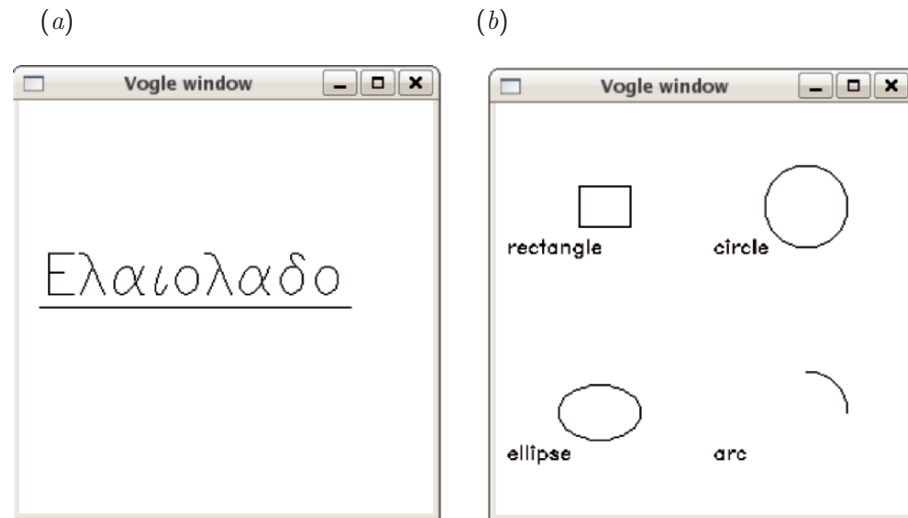 (a)
(b)
Vogle window
Vogle window
Ελαιολαδο
rectangle
circle
ellipse
arc